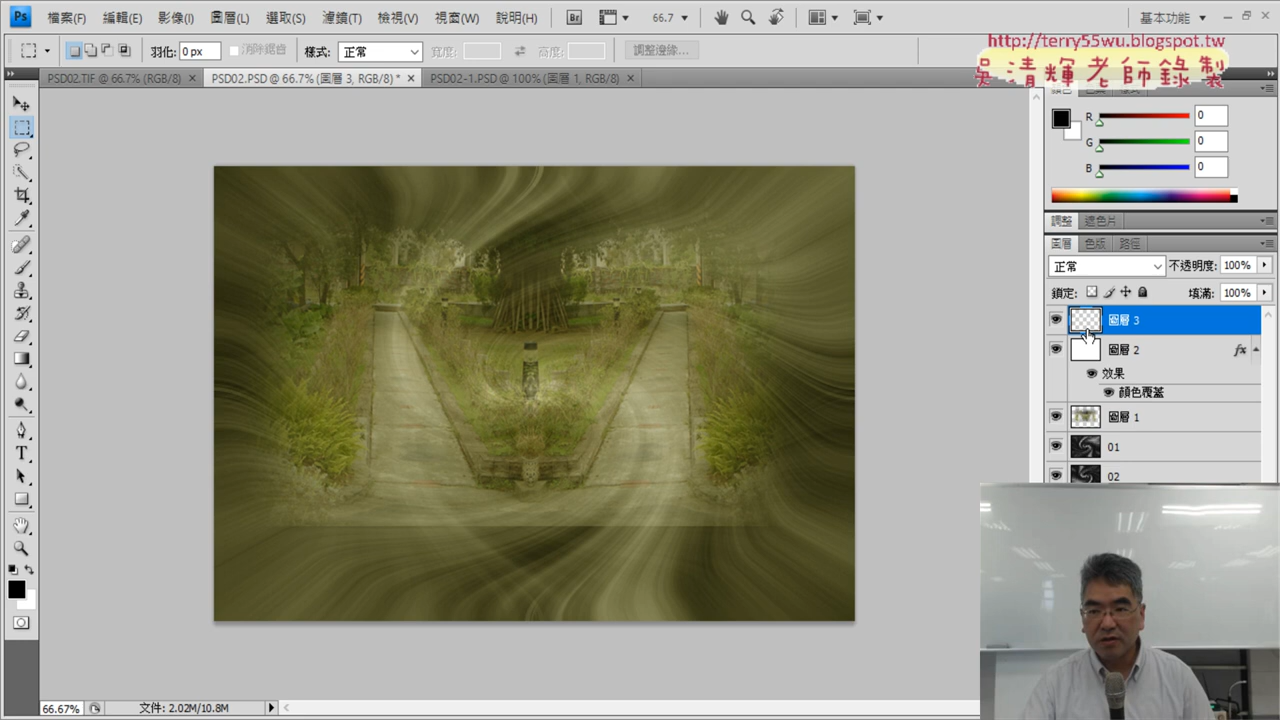 Ps 檔案(F) 編輯(E) 影像(I) 圖層(L) 選取(S) 濾鏡(T) 檢視(V) 視窗(W) 說明(H) Br 66.7 基本功能
羽化: 0 px 消除鋸齒 樣式: 正常 寬度: 高度: 調整邊緣...
http://terry55wu.blogspot.tw
吳清輝老師錄製
PSD02.TIF @ 66.7% (RGB/8) PSD02.PSD @ 66.7% (圖層 3, RGB/8) * PSD02-1.PSD @ 100% (圖層 1, RGB/8)
R 0
G 0
B 0
調整 遮色片
圖層 色版 路徑
正常 不透明度: 100%
鎖定: 填滿: 100%
圖層 3
圖層 2 fx
效果
顏色覆蓋
圖層 1
01
02
66.67% 文件: 2.02M/10.8M